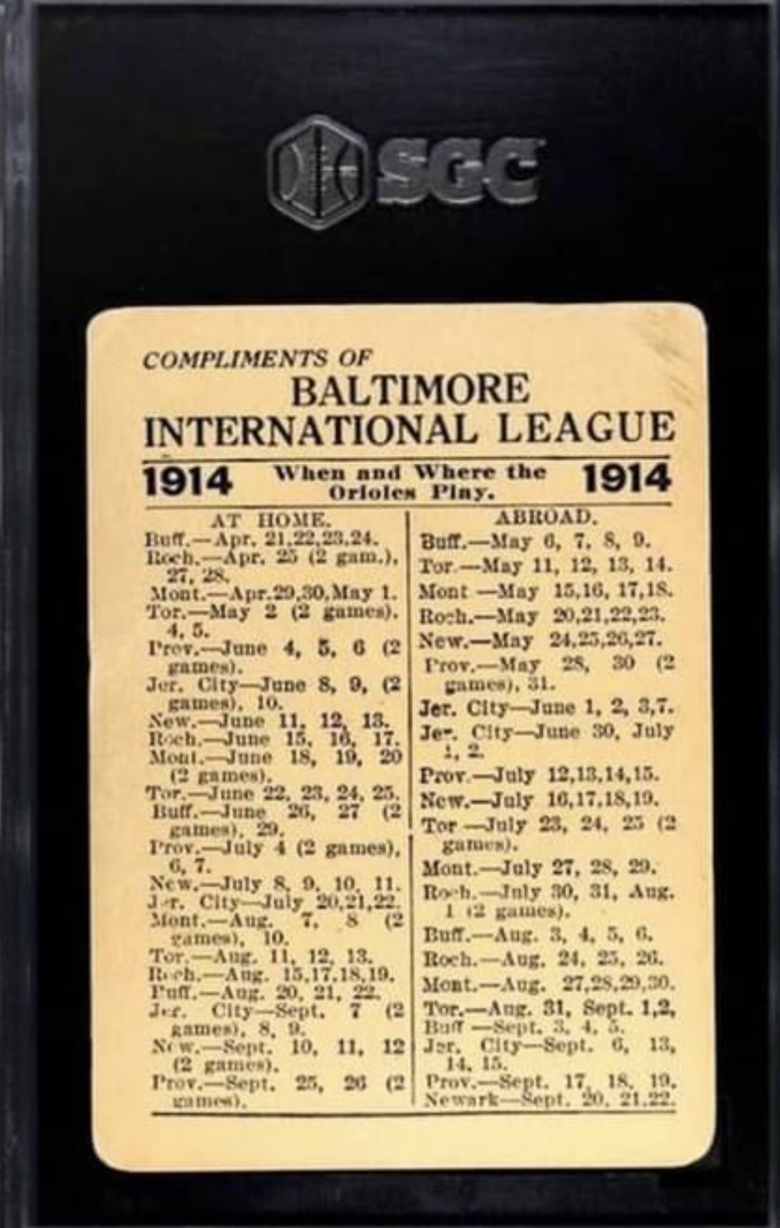 SGC
COMPLIMENTS OF
BALTIMORE
INTERNATIONAL LEAGUE
1914 When and Where the 1914
Orioles Play.
AT HOME.
Buff.—Apr. 21,22,23,24.
Roch.—Apr. 25 (2 gam.),
27, 28.
Mont.—Apr.29,30,May 1.
Tor.—May 2 (2 games),
4, 5.
Prov.—June 4, 5, 6 (2
games).
Jer. City—June 8, 9, (2
games), 10.
New.—June 11, 12, 13.
Roch.—June 15, 16, 17.
Mont.—June 18, 19, 20
(2 games).
Tor.—June 22, 23, 24, 25.
Buff.—June 26, 27 (2
games), 29.
Prov.—July 4 (2 games),
6, 7.
New.—July 8, 9, 10, 11.
Jer. City—July 20,21,22.
Mont.—Aug. 7, 8 (2
games), 10.
Tor.—Aug. 11, 12, 13.
Roch.—Aug. 15,17,18,19.
Buff.—Aug. 20, 21, 22.
Jer. City—Sept. 7 (2
games), 8, 9.
New.—Sept. 10, 11, 12
(2 games).
Prov.—Sept. 25, 26 (2
games).
ABROAD.
Buff.—May 6, 7, 8, 9.
Tor.—May 11, 12, 13, 14.
Mont —May 15,16, 17,18.
Roch.—May 20,21,22,23.
New.—May 24,25,26,27.
Prov.—May 28, 30 (2
games), 31.
Jer. City—June 1, 2, 3,7.
Jer. City—June 30, July
1, 2.
Prov.—July 12,13,14,15.
New.—July 16,17,18,19.
Tor —July 23, 24, 25 (2
games).
Mont.—July 27, 28, 29.
Roch.—July 30, 31, Aug.
1 (2 games).
Buff.—Aug. 3, 4, 5, 6.
Roch.—Aug. 24, 25, 26.
Mont.—Aug. 27,28,29,30.
Tor.—Aug. 31, Sept. 1,2,
Buff —Sept. 3, 4, 5.
Jer. City—Sept. 6, 13,
14, 15.
Prov.—Sept. 17, 18, 19.
Newark—Sept. 20, 21,22.